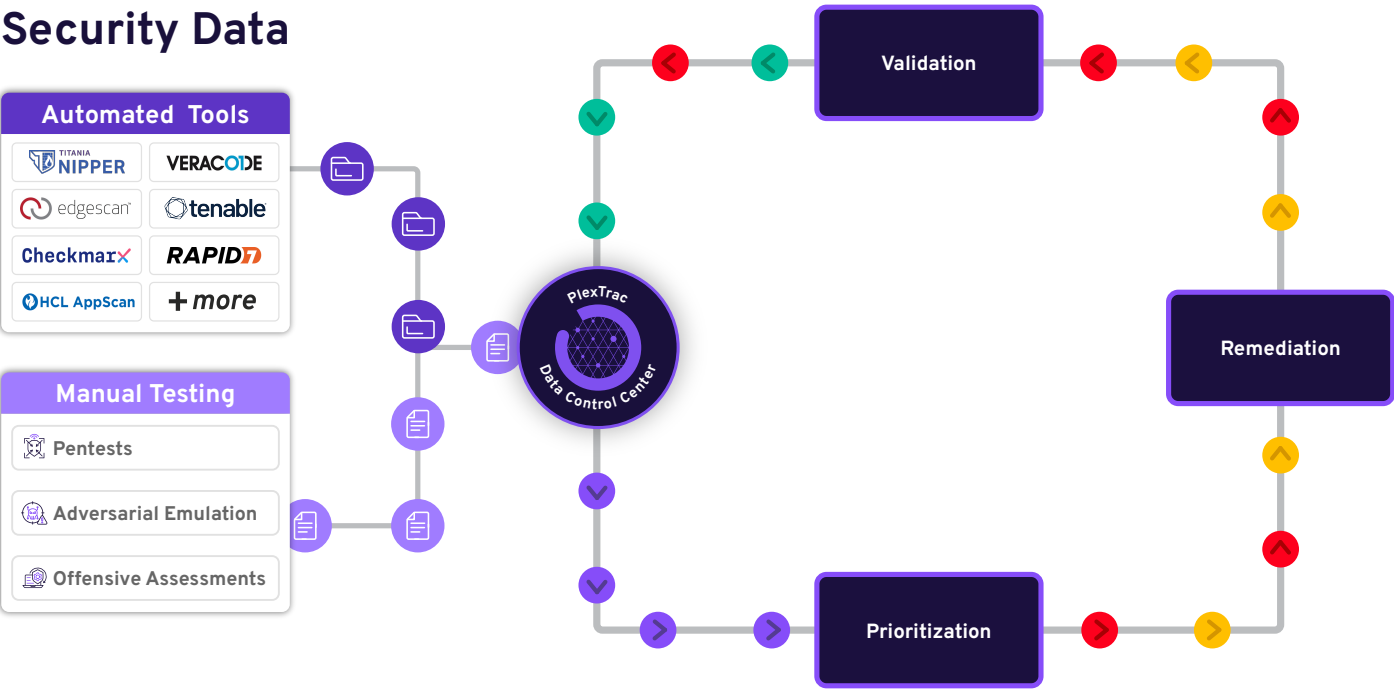 Security Data
Automated Tools
TITANIA
NIPPER
VERACODE
edgescan
tenable
Checkmarx
RAPID7
HCL AppScan
+more
Manual Testing
Pentests
Adversarial Emulation
Offensive Assessments
PlexTrac
Data Control Center
Validation
Remediation
Prioritization